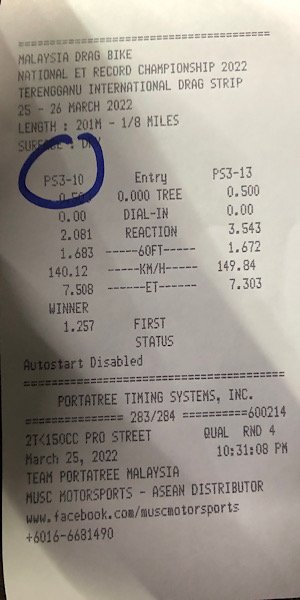 MALAYSIA DRAG BIKE
NATIONAL ET RECORD CHAMPIONSHIP 2022
TERENGGANU INTERNATIONAL DRAG STRIP
25 - 26 MARCH 2022
LENGTH : 201M - 1/8 MILES
SURFACE : DRY
PS3-10 Entry PS3-13
0.500 0.000 TREE 0.500
0.00 DIAL-IN 0.00
2.081 REACTION 3.543
1.683 -----60FT----- 1.672
140.12 ------KM/H------ 149.84
7.508 ------ET------ 7.303
WINNER
1.257 FIRST
STATUS
Autostart Disabled
PORTATREE TIMING SYSTEMS, INC.
=============== 283/284 ==========600214
2T<150CC PRO STREET QUAL RND 4
March 25, 2022 10:31:08 PM
TEAM PORTATREE MALAYSIA
MUSC MOTORSPORTS - ASEAN DISTRIBUTOR
www.facebook.com/muscmotorsports
+6016-6681490